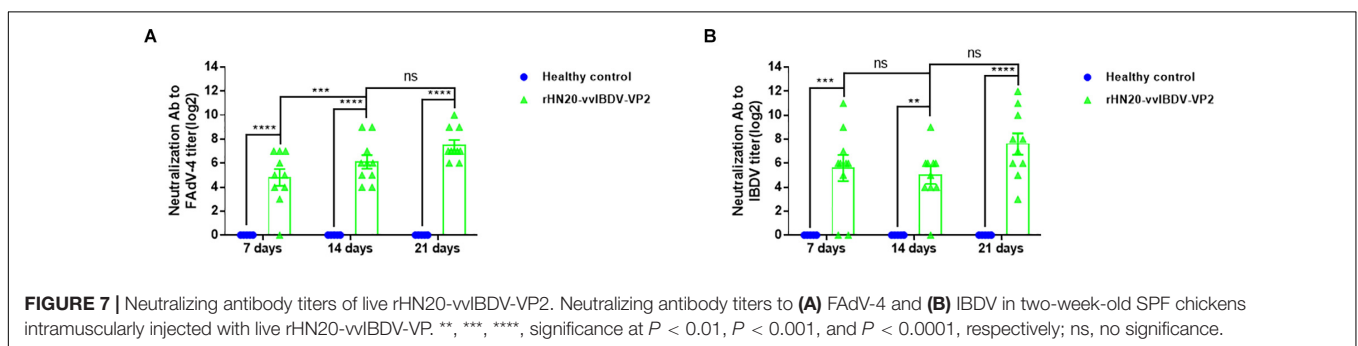 A
Neutralization Ab to
FAdV-4 titer(log2)
14
12
10
8
6
4
2
0
****
***
****
ns
****
7 days
14 days
21 days
Healthy control
rHN20-vvIBDV-VP2
B
Neutralization Ab to
IBDV titer(log2)
14
12
10
8
6
4
2
0
***
ns
**
ns
****
7 days
14 days
21 days
Healthy control
rHN20-vvIBDV-VP2
FIGURE 7 | Neutralizing antibody titers of live rHN20-vvIBDV-VP2. Neutralizing antibody titers to (A) FAdV-4 and (B) IBDV in two-week-old SPF chickens
intramuscularly injected with live rHN20-vvIBDV-VP. **, ***, ****, significance at P < 0.01, P < 0.001, and P < 0.0001, respectively; ns, no significance.